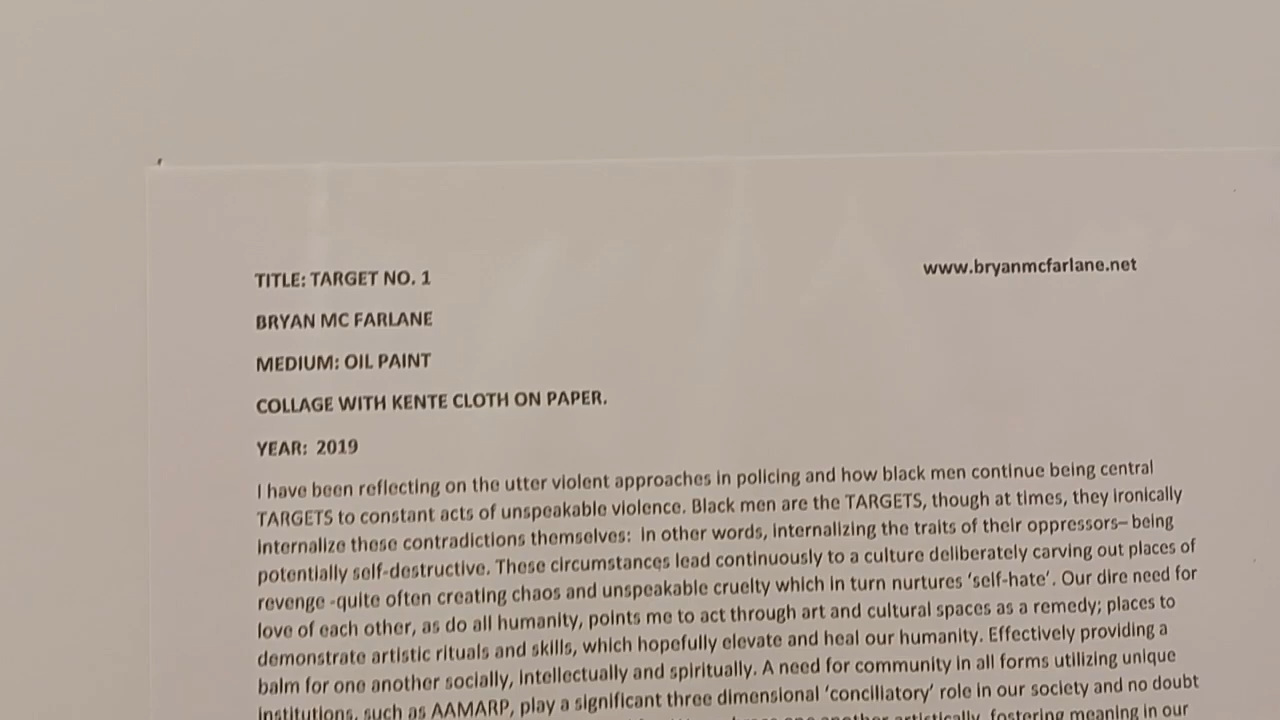 TITLE: TARGET NO. 1
www.bryanmcfarlane.net
BRYAN MC FARLANE
MEDIUM: OIL PAINT
COLLAGE WITH KENTE CLOTH ON PAPER.
YEAR: 2019
I have been reflecting on the utter violent approaches in policing and how black men continue being central
TARGETS to constant acts of unspeakable violence. Black men are the TARGETS, though at times, they ironically
internalize these contradictions themselves: In other words, internalizing the traits of their oppressors– being
potentially self-destructive. These circumstances lead continuously to a culture deliberately carving out places of
revenge -quite often creating chaos and unspeakable cruelty which in turn nurtures 'self-hate'. Our dire need for
love of each other, as do all humanity, points me to act through art and cultural spaces as a remedy; places to
demonstrate artistic rituals and skills, which hopefully elevate and heal our humanity. Effectively providing a
balm for one another socially, intellectually and spiritually. A need for community in all forms utilizing unique
institutions, such as AAMARP, play a significant three dimensional 'conciliatory' role in our society and no doubt
one another artistically, fostering meaning in our